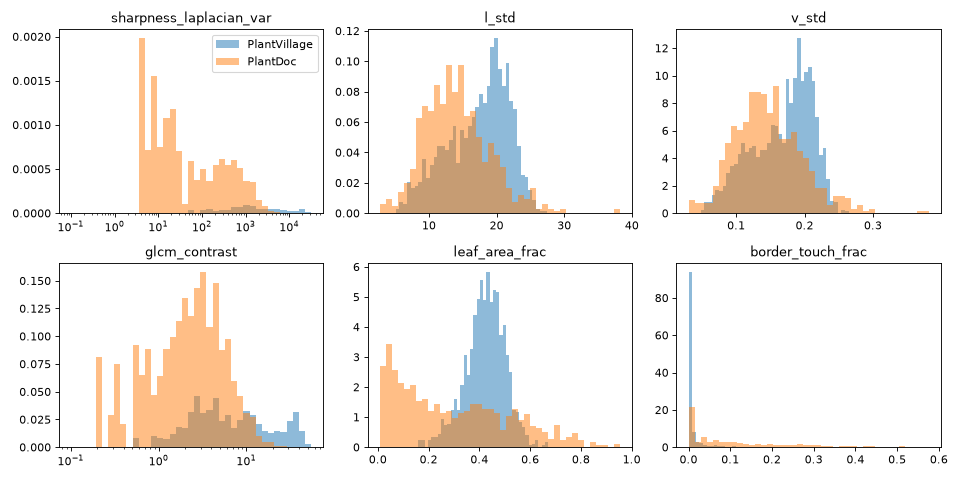 sharpness_laplacian_var
0.0020
0.0015
0.0010
0.0005
0.0000
10⁻¹ 10⁰ 10¹ 10² 10³ 10⁴
PlantVillage
PlantDoc
l_std
0.12
0.10
0.08
0.06
0.04
0.02
0.00
10 20 30 40
v_std
12
10
8
6
4
2
0
0.1 0.2 0.3
glcm_contrast
0.150
0.125
0.100
0.075
0.050
0.025
0.000
10⁻¹ 10⁰ 10¹
leaf_area_frac
6
5
4
3
2
1
0
0.0 0.2 0.4 0.6 0.8 1.0
border_touch_frac
80
60
40
20
0
0.0 0.1 0.2 0.3 0.4 0.5 0.6